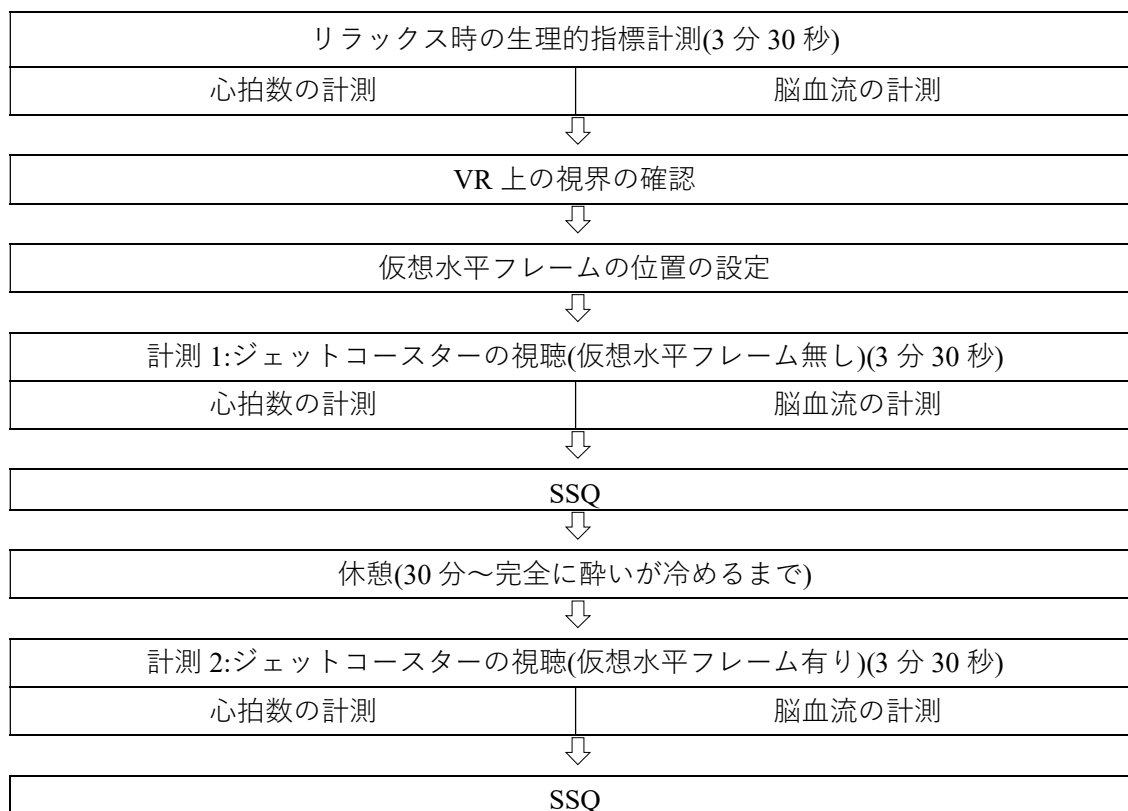 リラックス時の生理的指標計測(3 分 30 秒)
心拍数の計測
脳血流の計測
VR 上の視界の確認
仮想水平フレームの位置の設定
計測 1:ジェットコースターの視聴(仮想水平フレーム無し)(3 分 30 秒)
心拍数の計測
脳血流の計測
SSQ
休憩(30 分～完全に酔いが冷めるまで)
計測 2:ジェットコースターの視聴(仮想水平フレーム有り)(3 分 30 秒)
心拍数の計測
脳血流の計測
SSQ